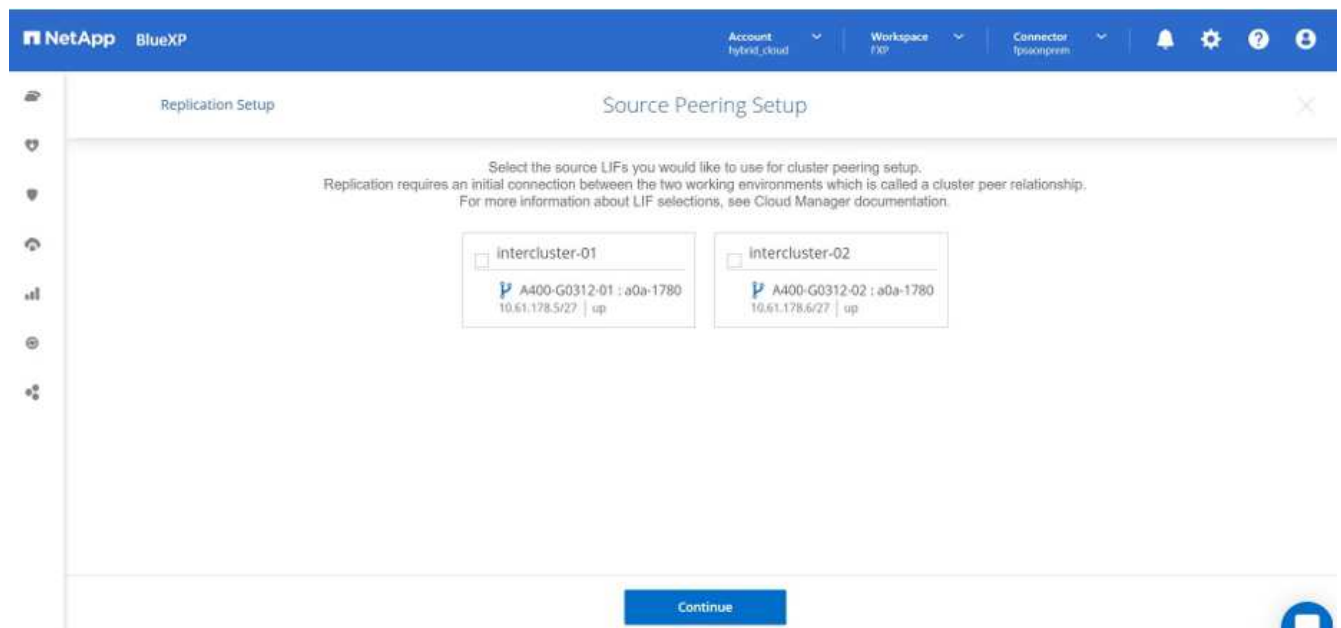 NetApp BlueXP
Account
hybrid_cloud
Workspace
FXP
Connector
fpsaonprem
Replication Setup
Source Peering Setup
Select the source LIFs you would like to use for cluster peering setup.
Replication requires an initial connection between the two working environments which is called a cluster peer relationship.
For more information about LIF selections, see Cloud Manager documentation.
intercluster-01
A400-G0312-01 : a0a-1780
10.61.178.5/27 | up
intercluster-02
A400-G0312-02 : a0a-1780
10.61.178.6/27 | up
Continue